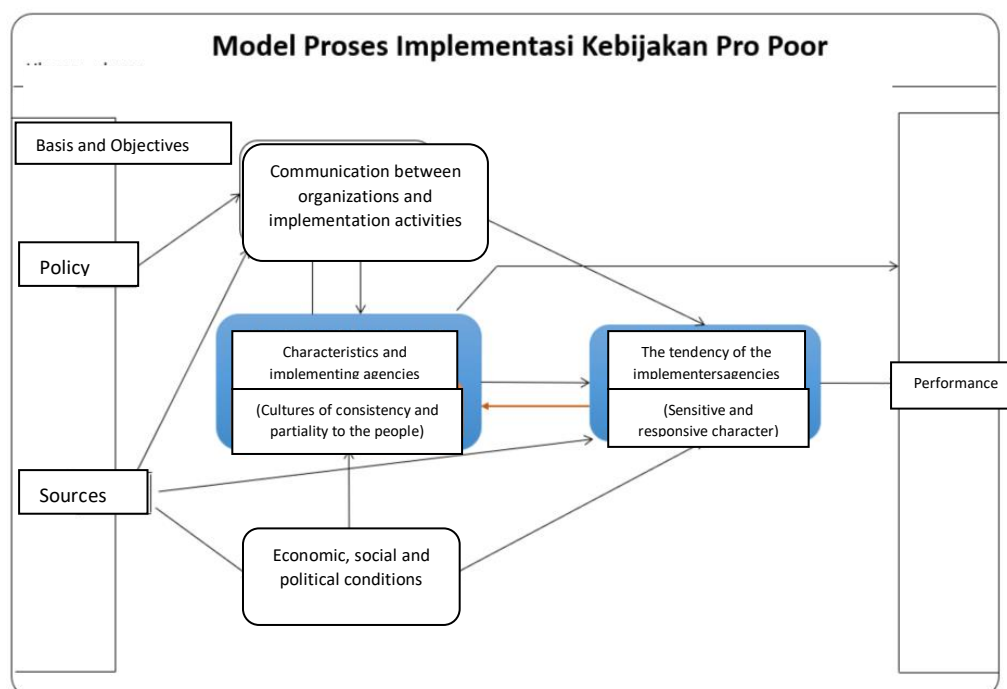 Model Proses Implementasi Kebijakan Pro Poor
Basis and Objectives
Communication between
organizations and
implementation activities
Policy
Characteristics and
implementing agencies
(Cultures of consistency and
partiality to the people)
The tendency of the
implementersagencies
(Sensitive and
responsive character)
Performance
Sources
Economic, social and
political conditions